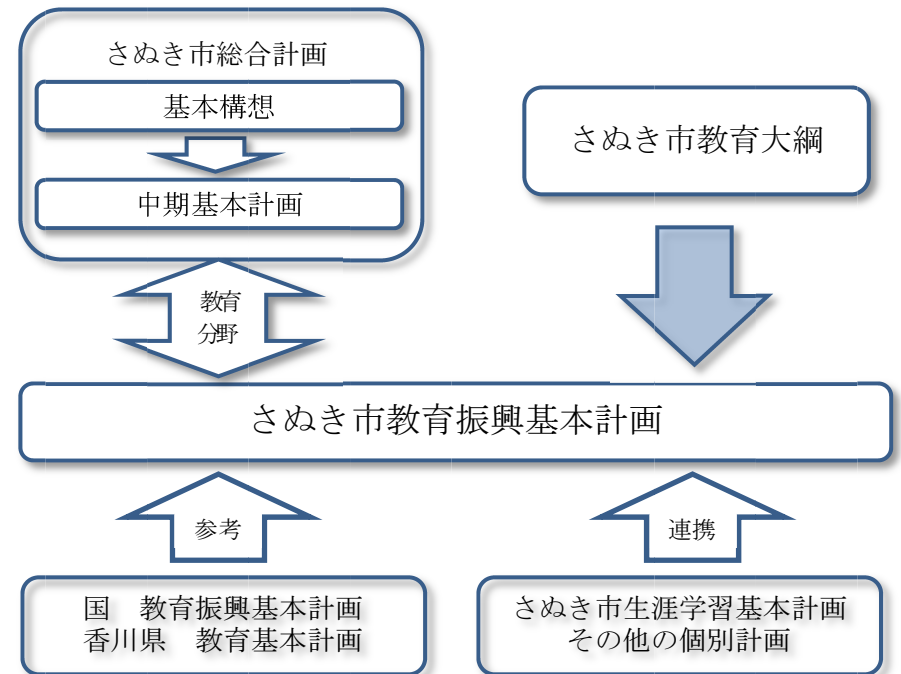 さぬき市総合計画
基本構想
中期基本計画
さぬき市教育大綱
教育
分野
さぬき市教育振興基本計画
参考
連携
国　教育振興基本計画
香川県　教育基本計画
さぬき市生涯学習基本計画
その他の個別計画